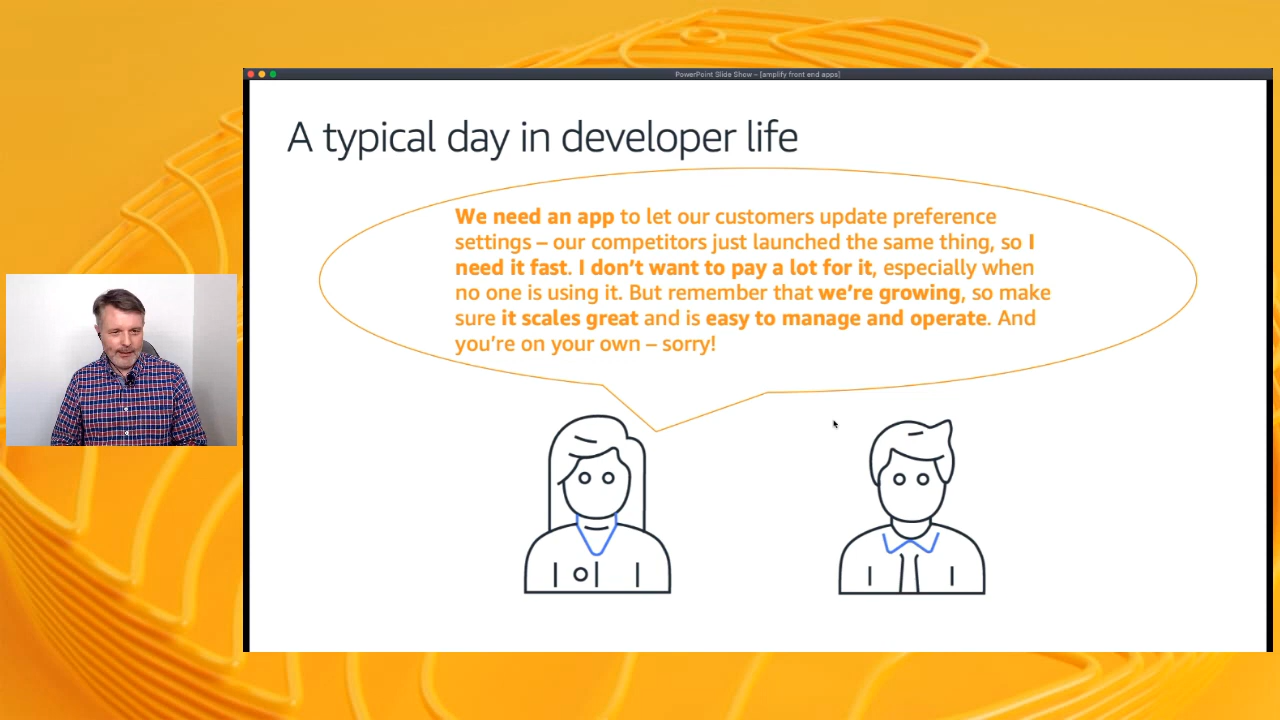 PowerPoint Slide Show – [amplify front end apps]
A typical day in developer life
We need an app to let our customers update preference
settings – our competitors just launched the same thing, so I
need it fast. I don’t want to pay a lot for it, especially when
no one is using it. But remember that we’re growing, so make
sure it scales great and is easy to manage and operate. And
you’re on your own – sorry!